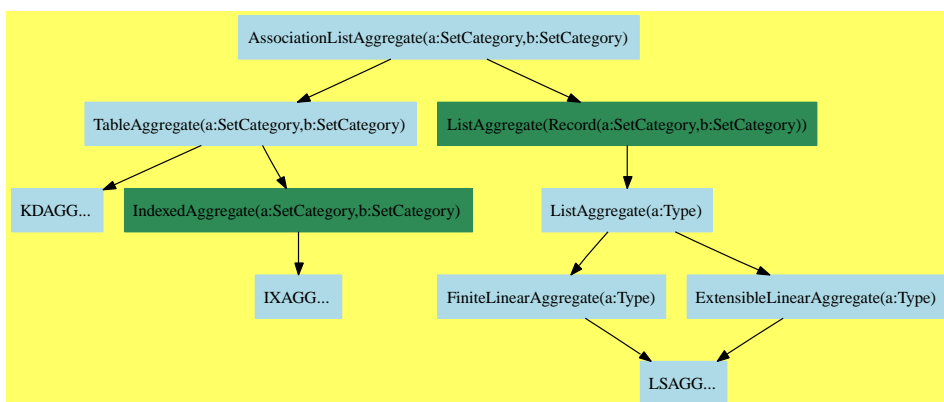 AssociationListAggregate(a:SetCategory,b:SetCategory)
TableAggregate(a:SetCategory,b:SetCategory)
ListAggregate(Record(a:SetCategory,b:SetCategory))
KDAGG...
IndexedAggregate(a:SetCategory,b:SetCategory)
ListAggregate(a:Type)
IXAGG...
FiniteLinearAggregate(a:Type)
ExtensibleLinearAggregate(a:Type)
LSAGG...